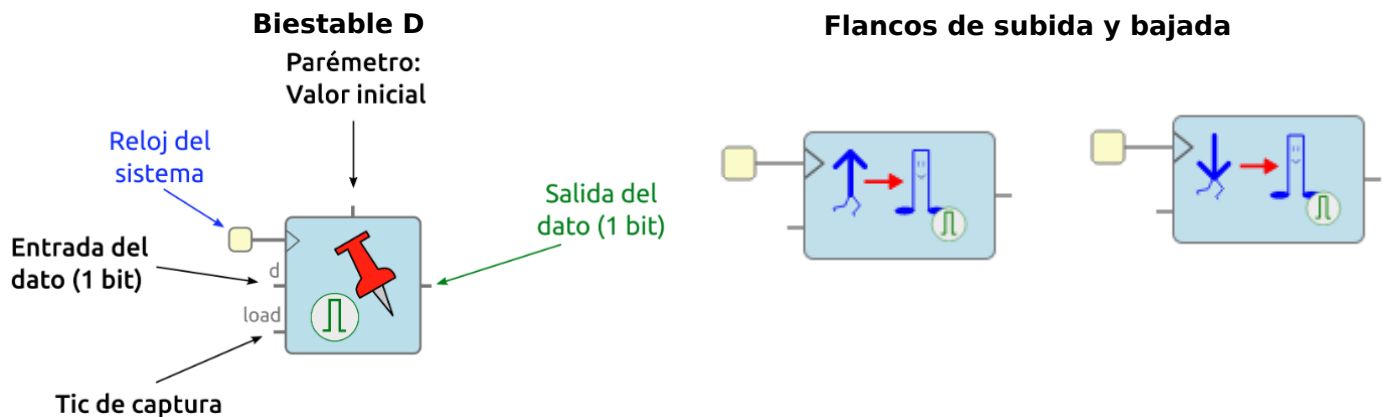 Biestable D
Parémetro:
Valor inicial
Reloj del
sistema
Entrada del
dato (1 bit)
d
load
Tic de captura
Salida del
dato (1 bit)
Flancos de subida y bajada